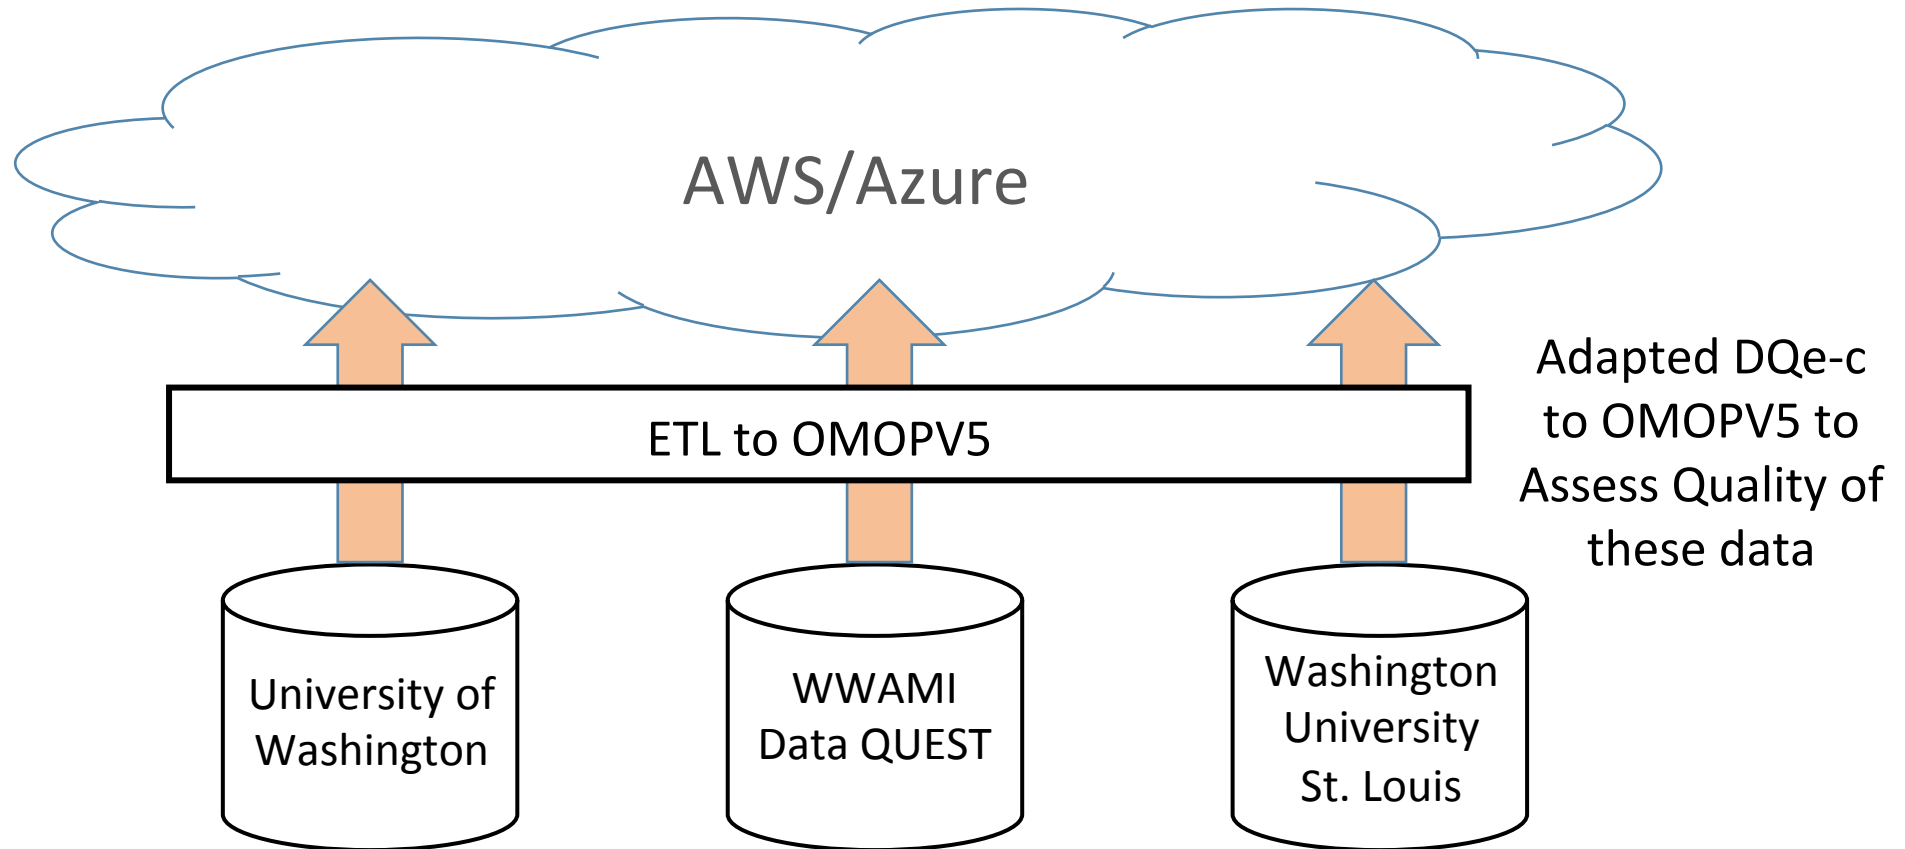 AWS/Azure
ETL to OMOPV5
Adapted DQe-c
to OMOPV5 to
Assess Quality of
these data
University of
Washington
WWAMI
Data QUEST
Washington
University
St. Louis